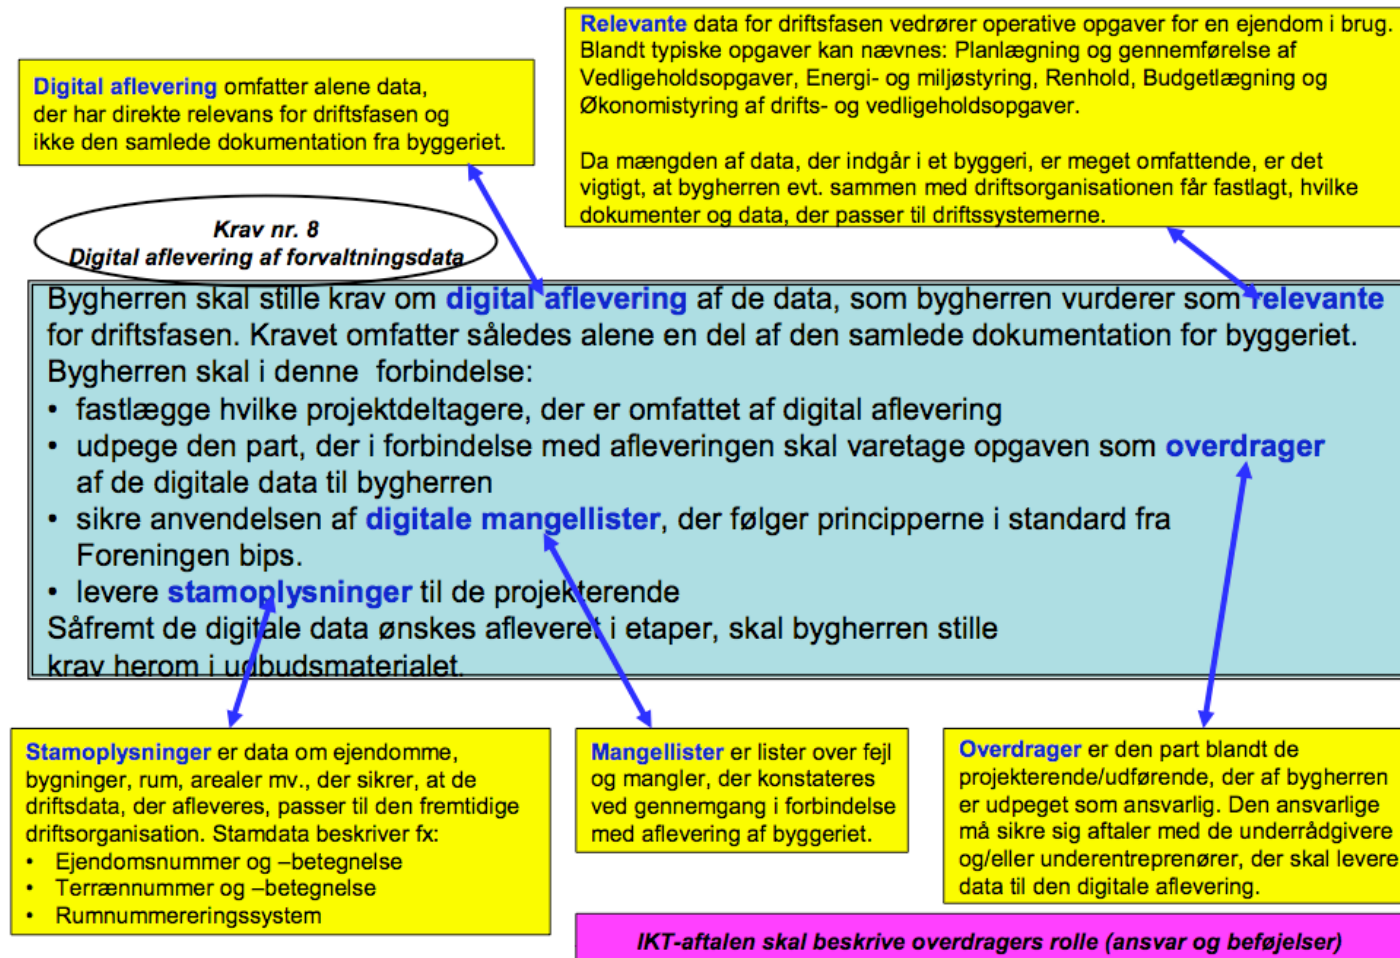 Relevante data for driftsfasen vedrører operative opgaver for en ejendom i brug.
Blandt typiske opgaver kan nævnes: Planlægning og gennemførelse af
Vedligeholdsopgaver, Energi- og miljøstyring, Renhold, Budgetlægning og
Økonomistyring af drifts- og vedligeholdsopgaver.
Da mængden af data, der indgår i et byggeri, er meget omfattende, er det
vigtigt, at bygherren evt. sammen med driftsorganisationen får fastlagt, hvilke
dokumenter og data, der passer til driftssystemerne.
Digital aflevering omfatter alene data,
der har direkte relevans for driftsfasen og
ikke den samlede dokumentation fra byggeriet.
Krav nr. 8
Digital aflevering af forvaltningsdata
Bygherren skal stille krav om digital aflevering af de data, som bygherren vurderer som relevante
for driftsfasen. Kravet omfatter således alene en del af den samlede dokumentation for byggeriet.
Bygherren skal i denne forbindelse:
• fastlægge hvilke projektdeltagere, der er omfattet af digital aflevering
• udpege den part, der i forbindelse med afleveringen skal varetage opgaven som overdrager
af de digitale data til bygherren
• sikre anvendelsen af digitale mangellister, der følger principperne i standard fra
Foreningen bips.
• levere stamoplysninger til de projekterende
Såfremt de digitale data ønskes afleveret i etaper, skal bygherren stille
krav herom i udbudsmaterialet.
Stamoplysninger er data om ejendomme,
bygninger, rum, arealer mv., der sikrer, at de
driftsdata, der afleveres, passer til den fremtidige
driftsorganisation. Stamdata beskriver fx:
• Ejendomsnummer og –betegnelse
• Terrænnummer og –betegnelse
• Rumnummereringssystem
Mangellister er lister over fejl
og mangler, der konstateres
ved gennemgang i forbindelse
med aflevering af byggeriet.
Overdrager er den part blandt de
projekterende/udførende, der af bygherren
er udpeget som ansvarlig. Den ansvarlige
må sikre sig aftaler med de underrådgivere
og/eller underentreprenører, der skal levere
data til den digitale aflevering.
IKT-aftalen skal beskrive overdragers rolle (ansvar og beføjelser)